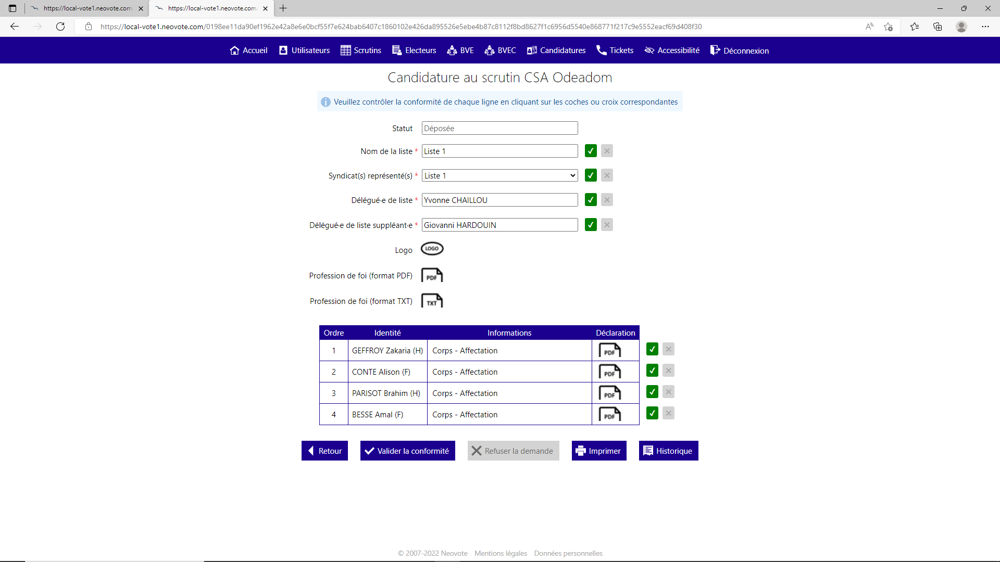 https://local-vote1.neovote.com/
https://local-vote1.neovote.com/
https://local-vote1.neovote.com/0198ee11da90ef1962e42a8e6e0bcf55f7e624bab6407c1860102e426da895526e5ebe4b87c8112f8bd8627f1c6956d5540e868771f217c9e5552eacf69d408f30
Accueil Utilisateurs Scrutins Electeurs BVE BVEC Candidatures Tickets Accessibilité Déconnexion
Candidature au scrutin CSA Odeadom
Veuillez contrôler la conformité de chaque ligne en cliquant sur les coches ou croix correspondantes
Statut Déposée
Nom de la liste * Liste 1
Syndicat(s) représenté(s) * Liste 1
Délégué·e de liste * Yvonne CHAILLOU
Délégué·e de liste suppléant·e * Giovanni HARDOUIN
Logo LOGO
Profession de foi (format PDF) PDF
Profession de foi (format TXT) TXT
Ordre Identité Informations Déclaration
1 GEFFROY Zakaria (H) Corps - Affectation PDF
2 CONTE Alison (F) Corps - Affectation PDF
3 PARISOT Brahim (H) Corps - Affectation PDF
4 BESSE Amal (F) Corps - Affectation PDF
Retour Valider la conformité Refuser la demande Imprimer Historique
© 2007-2022 Neovote Mentions légales Données personnelles